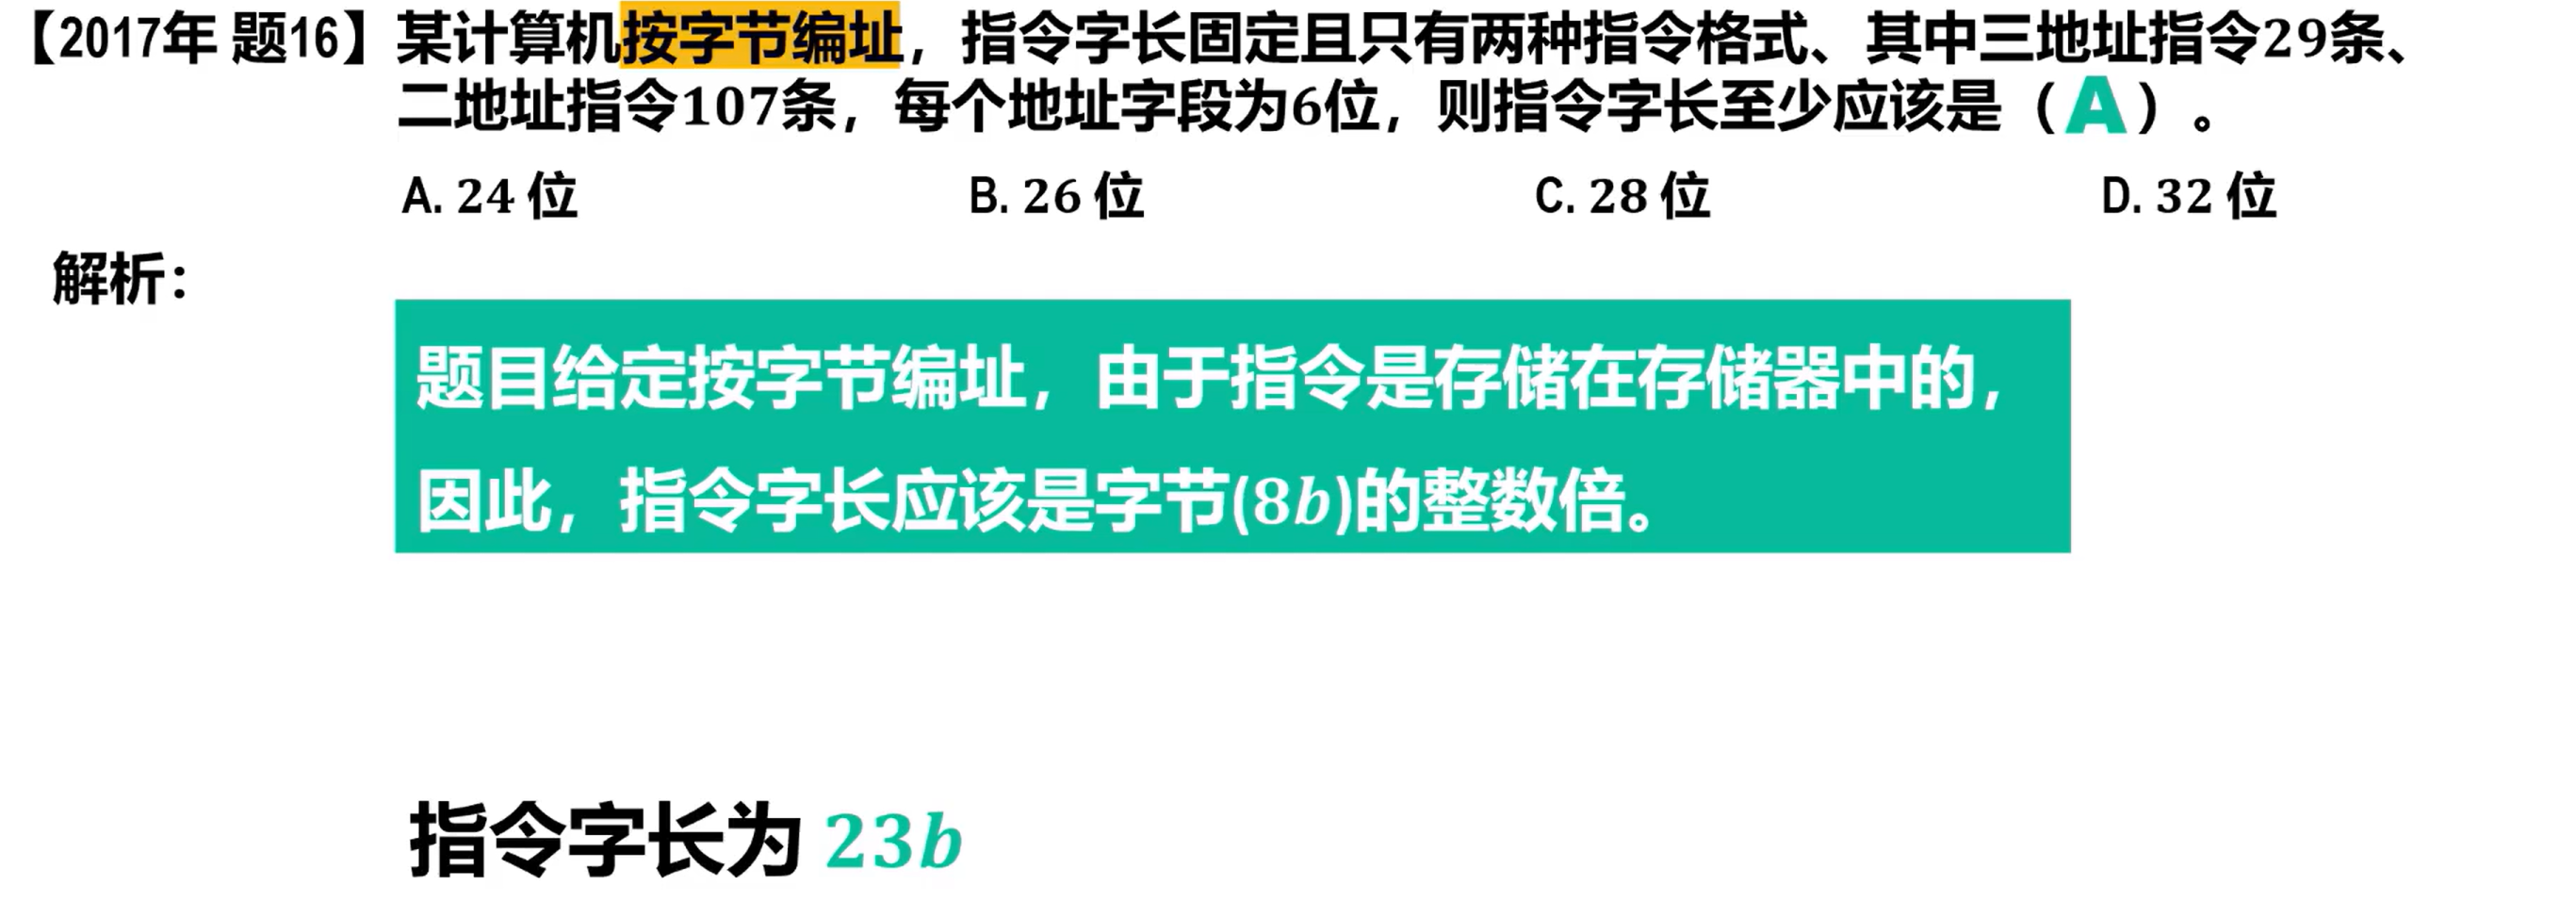 【2017年 题16】某计算机按字节编址，指令字长固定且只有两种指令格式、其中三地址指令29条、
二地址指令107条，每个地址字段为6位，则指令字长至少应该是（A）。
A. 24 位 B. 26 位 C. 28 位 D. 32 位
解析：
题目给定按字节编址，由于指令是存储在存储器中的，
因此，指令字长应该是字节(8b)的整数倍。
指令字长为 23b